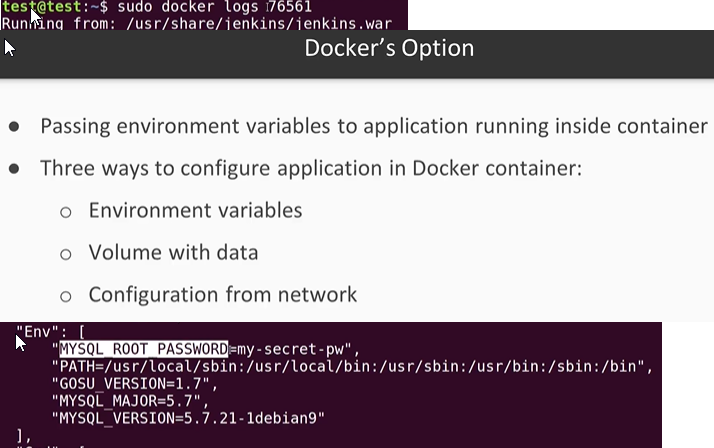 test@test:~$ sudo docker logs 76561
Running from: /usr/share/jenkins/jenkins.war
Docker's Option
● Passing environment variables to application running inside container
● Three ways to configure application in Docker container:
○ Environment variables
○ Volume with data
○ Configuration from network
"Env": [
"MYSQL_ROOT_PASSWORD=my-secret-pw",
"PATH=/usr/local/sbin:/usr/local/bin:/usr/sbin:/usr/bin:/sbin:/bin",
"GOSU_VERSION=1.7",
"MYSQL_MAJOR=5.7",
"MYSQL_VERSION=5.7.21-1debian9"
],